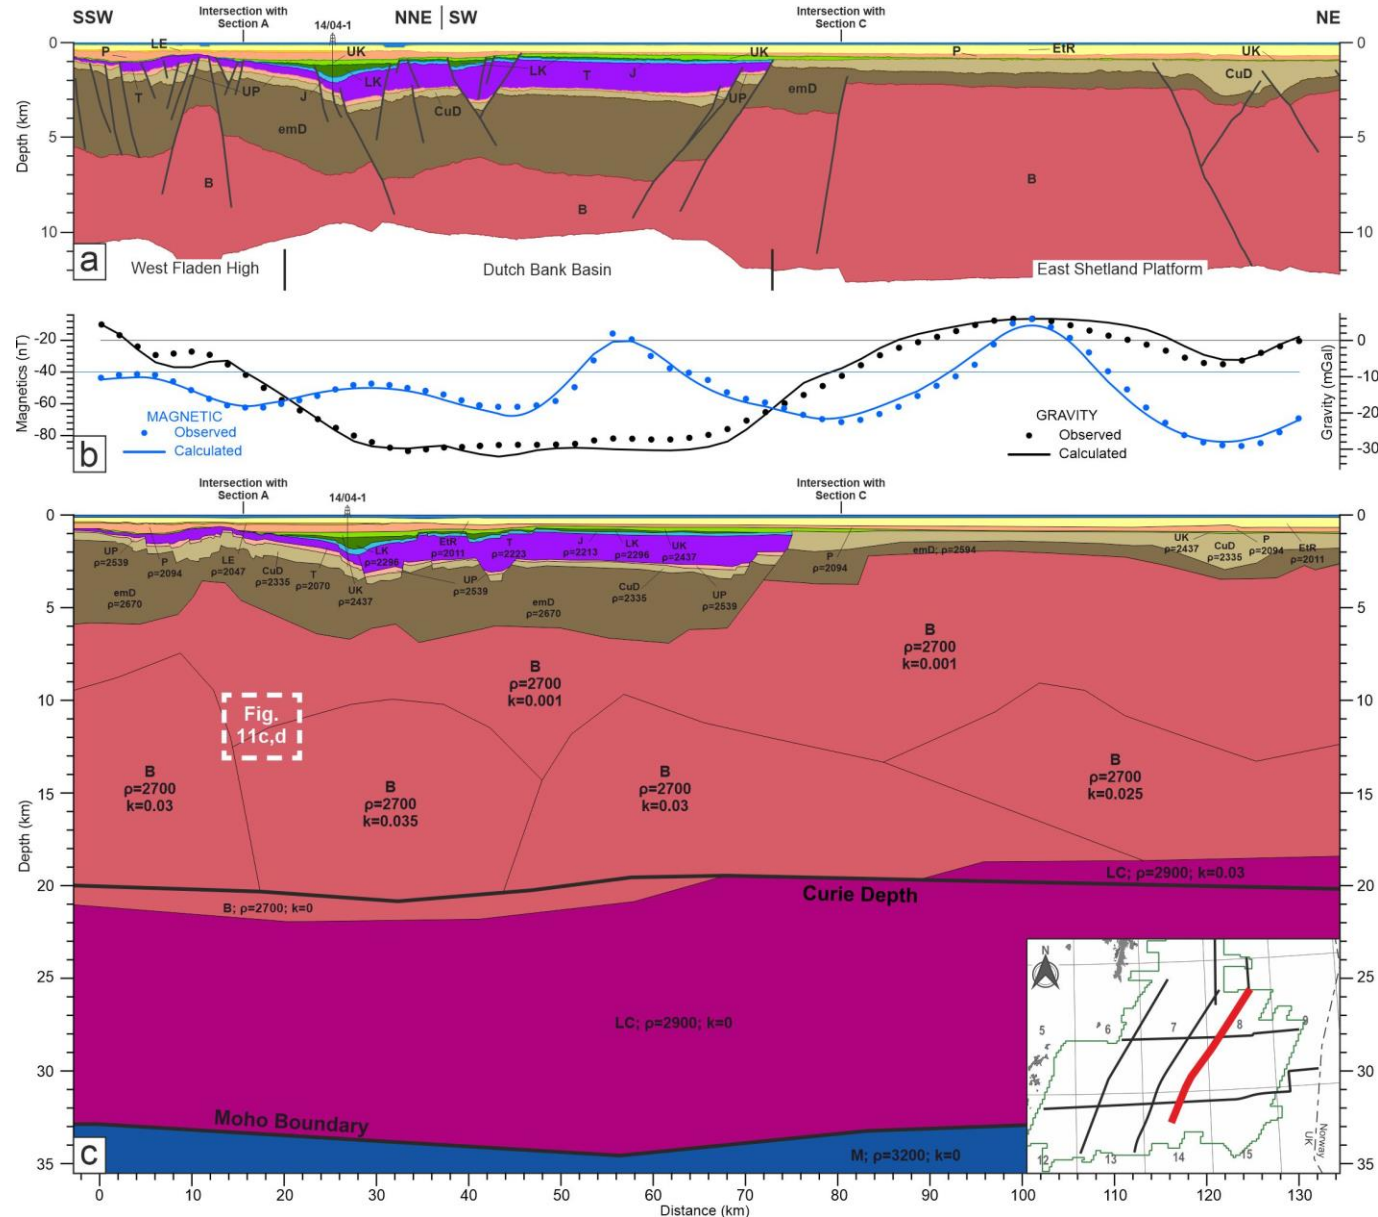 SSW
Intersection with
Section A
14/04-1
NNE
SW
Intersection with
Section C
NE
0
P
LE
UK
UK
P
EtR
UK
0
T
UP
J
LK
CuD
LK
T
J
UP
emD
CuD
emD
5
5
Depth (km)
B
B
B
10
10
a
West Fladen High
Dutch Bank Basin
East Shetland Platform
Magnetics (nT)
-20
-40
-60
-80
MAGNETIC
Observed
Calculated
GRAVITY
Observed
Calculated
0
-10
-20
-30
Gravity (mGal)
b
Intersection with
Section A
14/04-1
Intersection with
Section C
0
0
UP
ρ=2539
P
ρ=2094
LE
ρ=2047
CuD
ρ=2335
T
ρ=2070
UK
ρ=2437
LK
ρ=2296
EtR
ρ=2011
T
ρ=2223
J
ρ=2213
LK
ρ=2296
UK
ρ=2437
UP
ρ=2539
CuD
ρ=2335
UP
ρ=2539
P
ρ=2094
emD; ρ=2594
UK
ρ=2437
CuD
ρ=2335
P
ρ=2094
EtR
ρ=2011
emD
ρ=2670
emD
ρ=2670
5
5
B
ρ=2700
k=0.001
B
ρ=2700
k=0.001
10
10
Fig.
11c,d
B
ρ=2700
k=0.03
B
ρ=2700
k=0.035
B
ρ=2700
k=0.03
B
ρ=2700
k=0.025
15
15
Depth (km)
LC; ρ=2900; k=0.03
20
Curie Depth
20
B; ρ=2700; k=0
25
25
LC; ρ=2900; k=0
30
30
Moho Boundary
M; ρ=3200; k=0
35
35
c
N
5
6
7
8
9
12
13
14
15
Norway
UK
0 10 20 30 40 50 60 70 80 90 100 110 120 130
Distance (km)